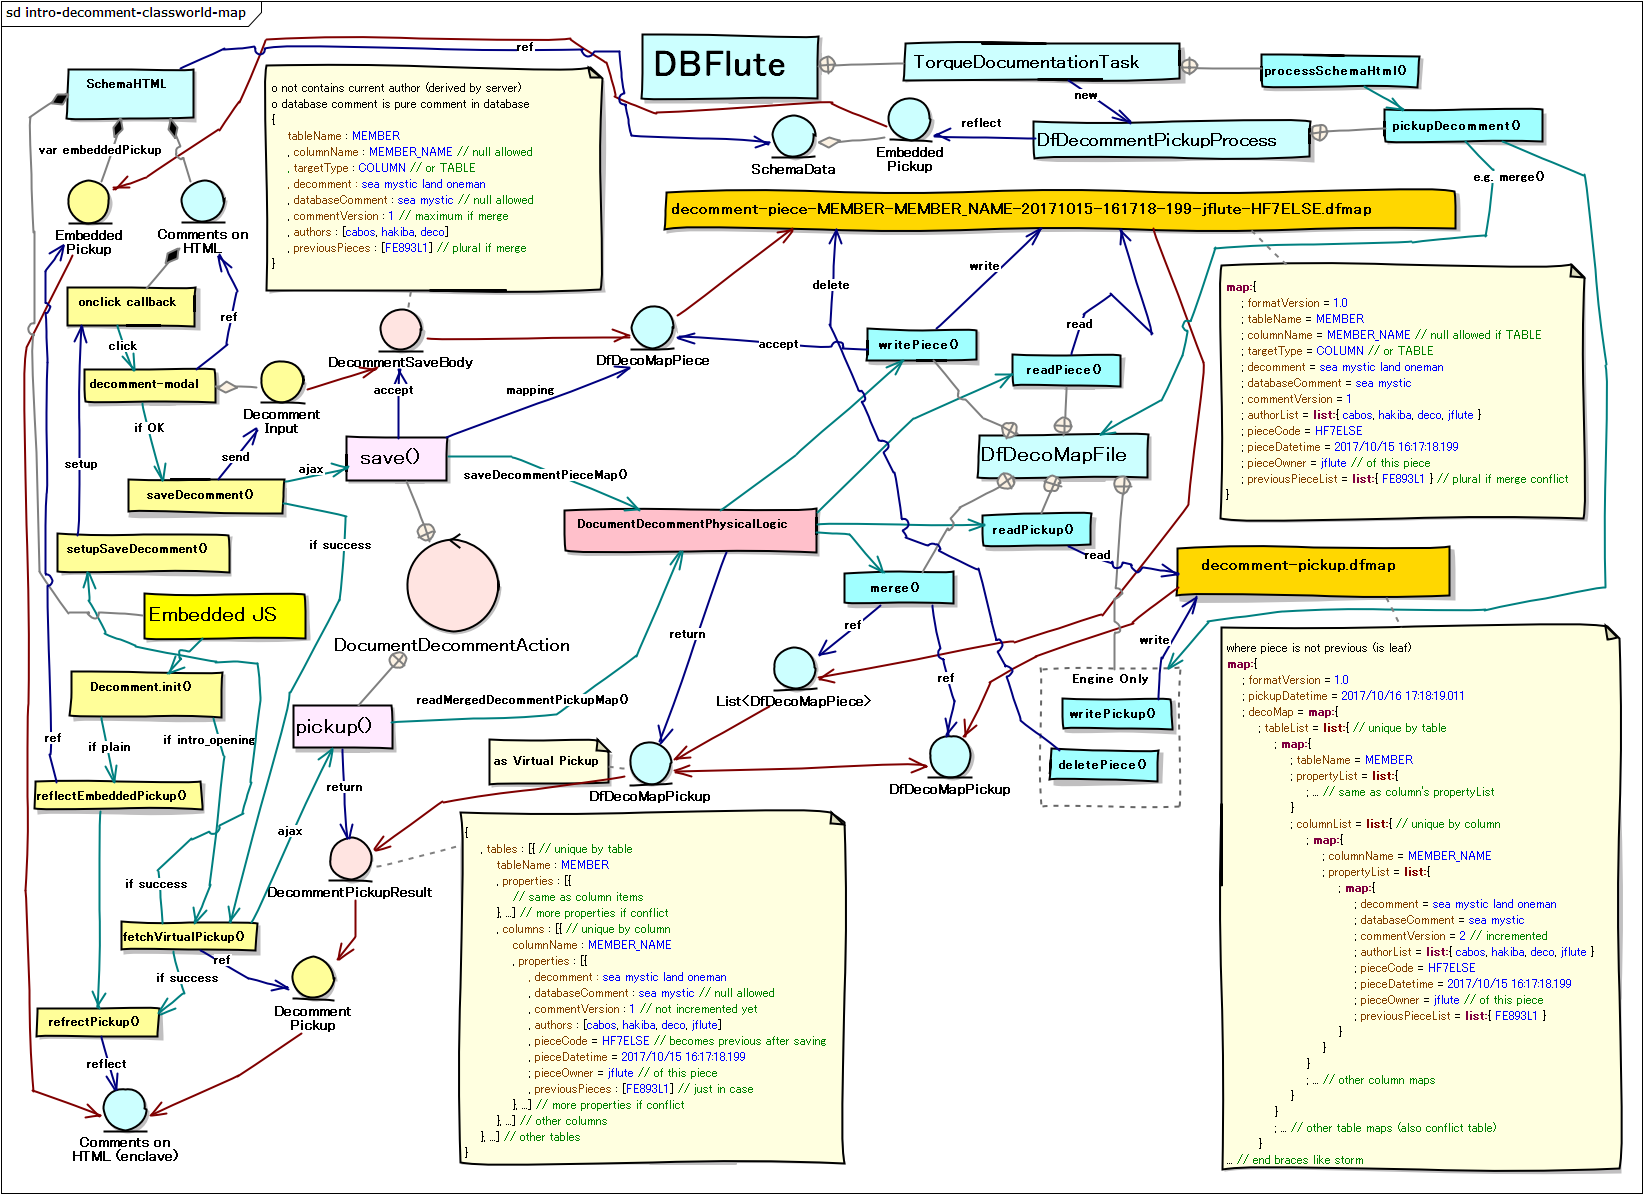 sd intro-decomment-classworld-map
SchemaHTML
ref
DBFlute
TorqueDocumentationTask
processSchemaHtml()
new
pickupDecomment()
reflect
DfDecommentPickupProcess
SchemaData
Embedded
Pickup
e.g. merge()
var embeddedPickup
Embedded
Pickup
Comments on
HTML
o not contains current author (derived by server)
o database comment is pure comment in database
{
tableName : MEMBER
, columnName : MEMBER_NAME // null allowed
, targetType : COLUMN // or TABLE
, decomment : sea mystic land oneman
, databaseComment : sea mystic // null allowed
, commentVersion : 1 // maximum if merge
, authors : [cabos, hakiba, deco]
, previousPieces : [FE893L1] // plural if merge
}
decomment-piece-MEMBER-MEMBER_NAME-20171015-161718-199-jflute-HF7ELSE.dfmap
map:{
; formatVersion = 1.0
; tableName = MEMBER
; columnName = MEMBER_NAME // null allowed if TABLE
; targetType = COLUMN // or TABLE
; decomment = sea mystic land oneman
; databaseComment = sea mystic
; commentVersion = 1
; authorList = list:{ cabos, hakiba, deco, jflute }
; pieceCode = HF7ELSE
; pieceDatetime = 2017/10/15 16:17:18.199
; pieceOwner = jflute // of this piece
; previousPieceList = list:{ FE893L1 } // plural if merge conflict
}
onclick callback
ref
click
decomment-modal
Decomment
Input
if OK
send
setup
saveDecomment()
ajax
DecommentSaveBody
accept
mapping
DfDecoMapPiece
accept
delete
write
read
writePiece()
readPiece()
save()
saveDecommentPieceMap()
DfDecoMapFile
DocumentDecommentPhysicalLogic
readPickup()
read
merge()
decomment-pickup.dfmap
setupSaveDecomment()
if success
Embedded JS
DocumentDecommentAction
return
ref
List<DfDecoMapPiece>
ref
write
Engine Only
writePickup()
deletePiece()
Decomment.init()
if plain
if intro_opening
ref
reflectEmbeddedPickup()
pickup()
readMergedDecommentPickupMap()
return
as Virtual Pickup
DfDecoMapPickup
DfDecoMapPickup
ajax
if success
DecommentPickupResult
fetchVirtualPickup()
ref
if success
Decomment
Pickup
refrectPickup()
reflect
Comments on
HTML (enclave)
{
, tables : [{ // unique by table
tableName : MEMBER
, properties : [{
// same as column items
}, ...] // more properties if conflict
, columns : [{ // unique by column
columnName : MEMBER_NAME
, properties : [{
, decomment : sea mystic land oneman
, databaseComment : sea mystic // null allowed
, commentVersion : 1 // not incremented yet
, authors : [cabos, hakiba, deco, jflute]
, pieceCode = HF7ELSE // becomes previous after saving
, pieceDatetime = 2017/10/15 16:17:18.199
; pieceOwner = jflute // of this piece
, previousPieces : [FE893L1] // just in case
}, ...] // more properties if conflict
}, ...] // other columns
}, ...] // other tables
}
where piece is not previous (is leaf)
map:{
; formatVersion = 1.0
; pickupDatetime = 2017/10/16 17:18:19.011
; decoMap = map:{
; tableList = list:{ // unique by table
; map:{
; tableName = MEMBER
; propertyList = list:{
; ... // same as column's propertyList
}
; columnList = list:{ // unique by column
; map:{
; columnName = MEMBER_NAME
; propertyList = list:{
; map:{
; decomment = sea mystic land oneman
; databaseComment = sea mystic
; commentVersion = 2 // incremented
; authorList = list:{ cabos, hakiba, deco, jflute }
; pieceCode = HF7ELSE
; pieceDatetime = 2017/10/15 16:17:18.199
; pieceOwner = jflute // of this piece
; previousPieceList = list:{ FE893L1 }
}
}
}
; ... // other column maps
}
}
; ... // other table maps (also conflict table)
}
... // end braces like storm